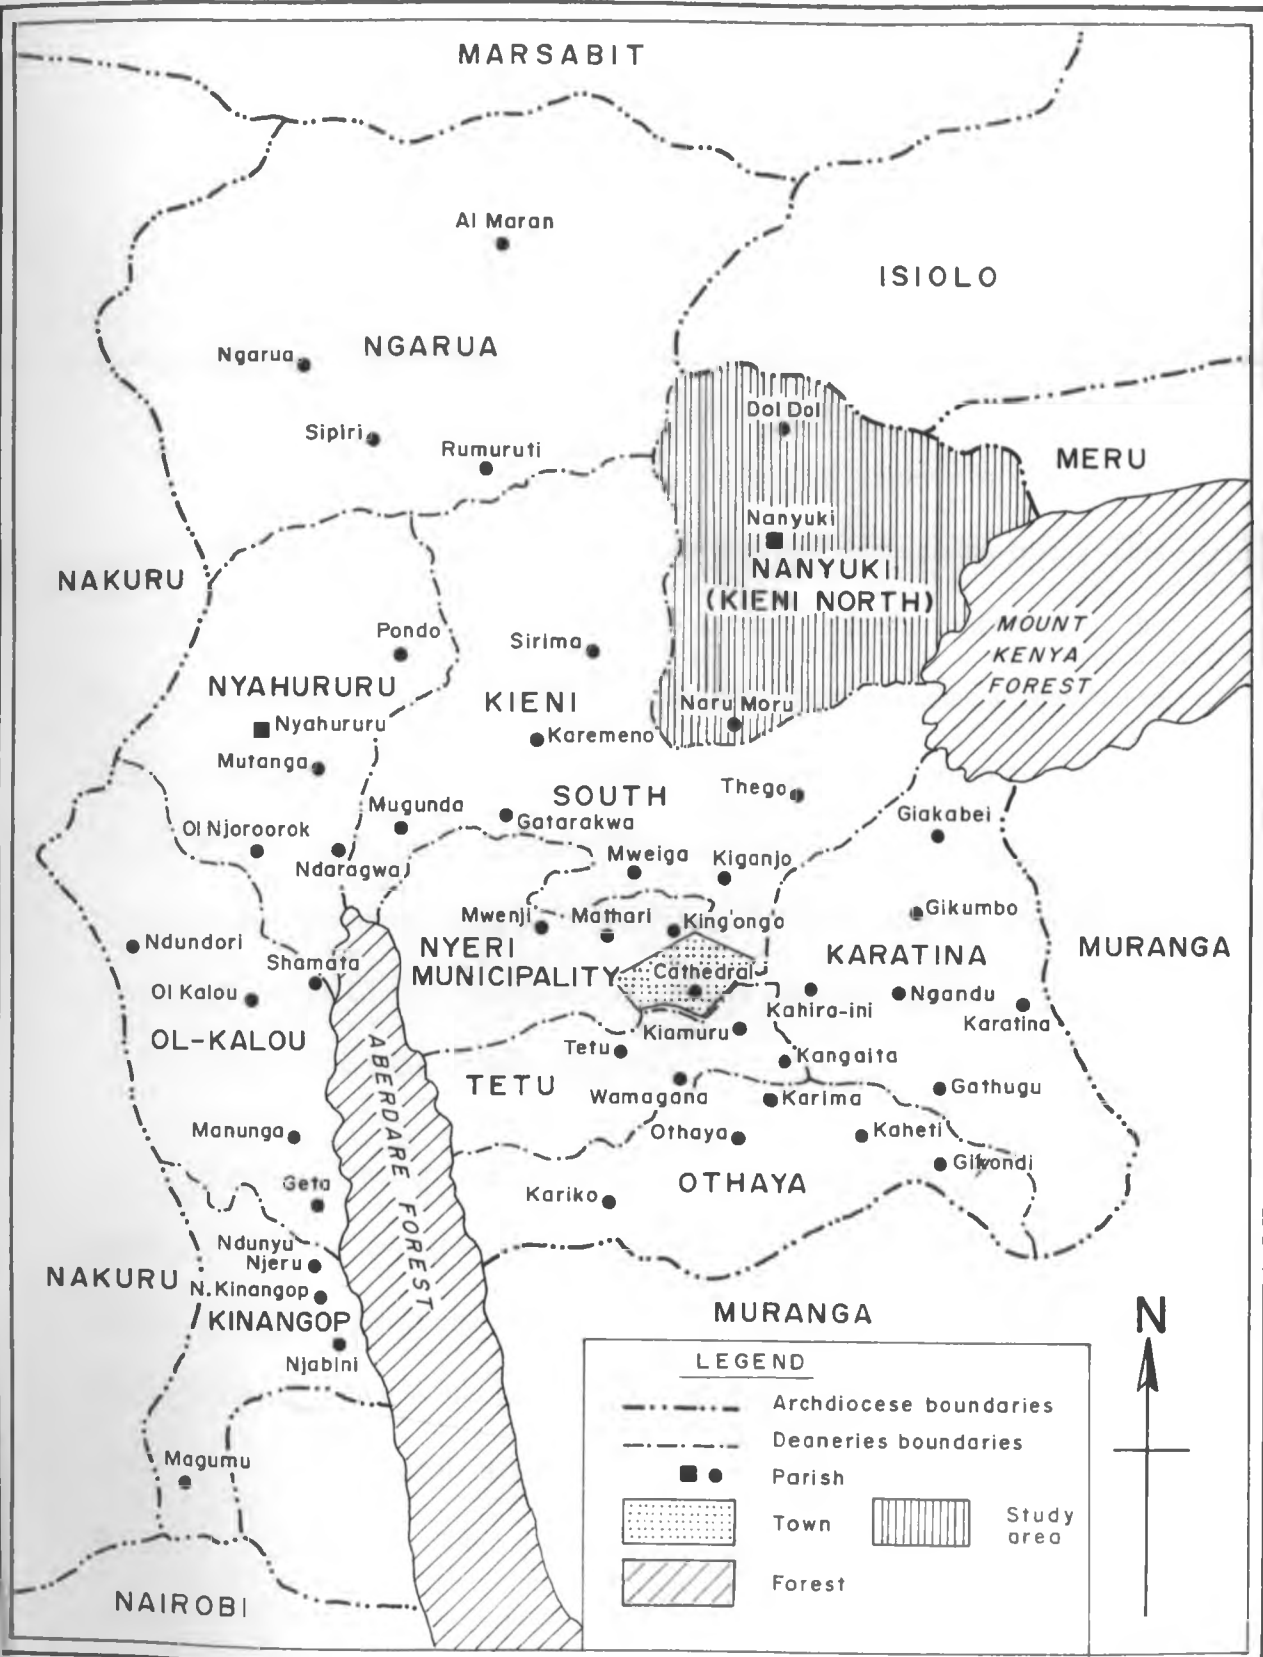 MARSABIT
Al Maran
ISIOLO
Ngarua
NGARUA
Sipiri
Rumuruti
Dol Dol
MERU
Nanyuki
NANYUKI
(KIENI NORTH)
NAKURU
MOUNT
KENYA
FOREST
Pondo
Sirima
NYAHURURU
KIENI
Naru Moru
Nyahururu
Karemeno
Mutanga
SOUTH
Thego
Mugunda
Gatarakwa
Giakabei
Ol Njoroorok
Ndaragwa
Mweiga
Kiganjo
Mwenji
Mathari
King'ongo
Gikumbo
Ndundori
NYERI
MUNICIPALITY
KARATINA
MURANGA
Shamata
Cathedral
Ol Kalou
Kahira-ini
Ngandu
Karatina
OL-KALOU
Kiamuru
Tetu
Kangaita
ABERDARE FOREST
TETU
Wamagana
Karima
Gathugu
Manunga
Othaya
Kaheti
Gikondi
Geta
Kariko
OTHAYA
Ndunyu
Njeru
NAKURU
N.Kinangop
KINANGOP
MURANGA
N
Njabini
LEGEND
Archdiocese boundaries
Deaneries boundaries
Magumu
Parish
Town
Study
area
Forest
NAIROBI